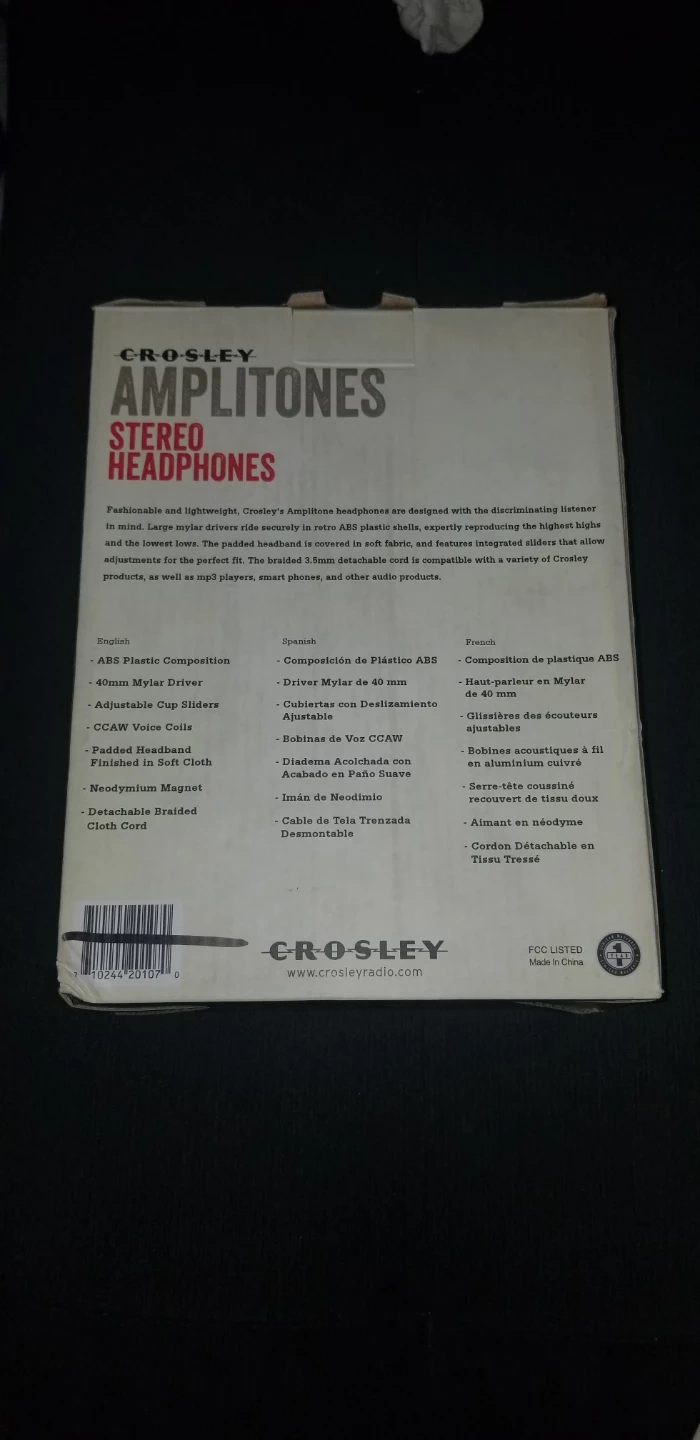 CROSLEY
AMPLITONES
STEREO
HEADPHONES
Fashionable and lightweight, Crosley's Amplitone headphones are designed with the discriminating listener
in mind. Large mylar drivers ride securely in retro ABS plastic shells, expertly reproducing the highest highs
and the lowest lows. The padded headband is covered in soft fabric, and features integrated sliders that allow
adjustments for the perfect fit. The braided 3.5mm detachable cord is compatible with a variety of Crosley
products, as well as mp3 players, smart phones, and other audio products.
English
- ABS Plastic Composition
- 40mm Mylar Driver
- Adjustable Cup Sliders
- CCAW Voice Coils
- Padded Headband
Finished in Soft Cloth
- Neodymium Magnet
- Detachable Braided
Cloth Cord
Spanish
- Composición de Plástico ABS
- Driver Mylar de 40 mm
- Cubiertas con Deslizamiento
Ajustable
- Bobinas de Voz CCAW
- Diadema Acolchada con
Acabado en Paño Suave
- Imán de Neodimio
- Cable de Tela Trenzada
Desmontable
French
- Composition de plastique ABS
- Haut-parleur en Mylar
de 40 mm
- Glissières des écouteurs
ajustables
- Bobines acoustiques à fil
en aluminium cuivré
- Serre-tête coussiné
recouvert de tissu doux
- Aimant en néodyme
- Cordon Détachable en
Tissu Tressé
7 10244 20107 0
CROSLEY
www.crosleyradio.com
FCC LISTED
Made In China
1
YEAR